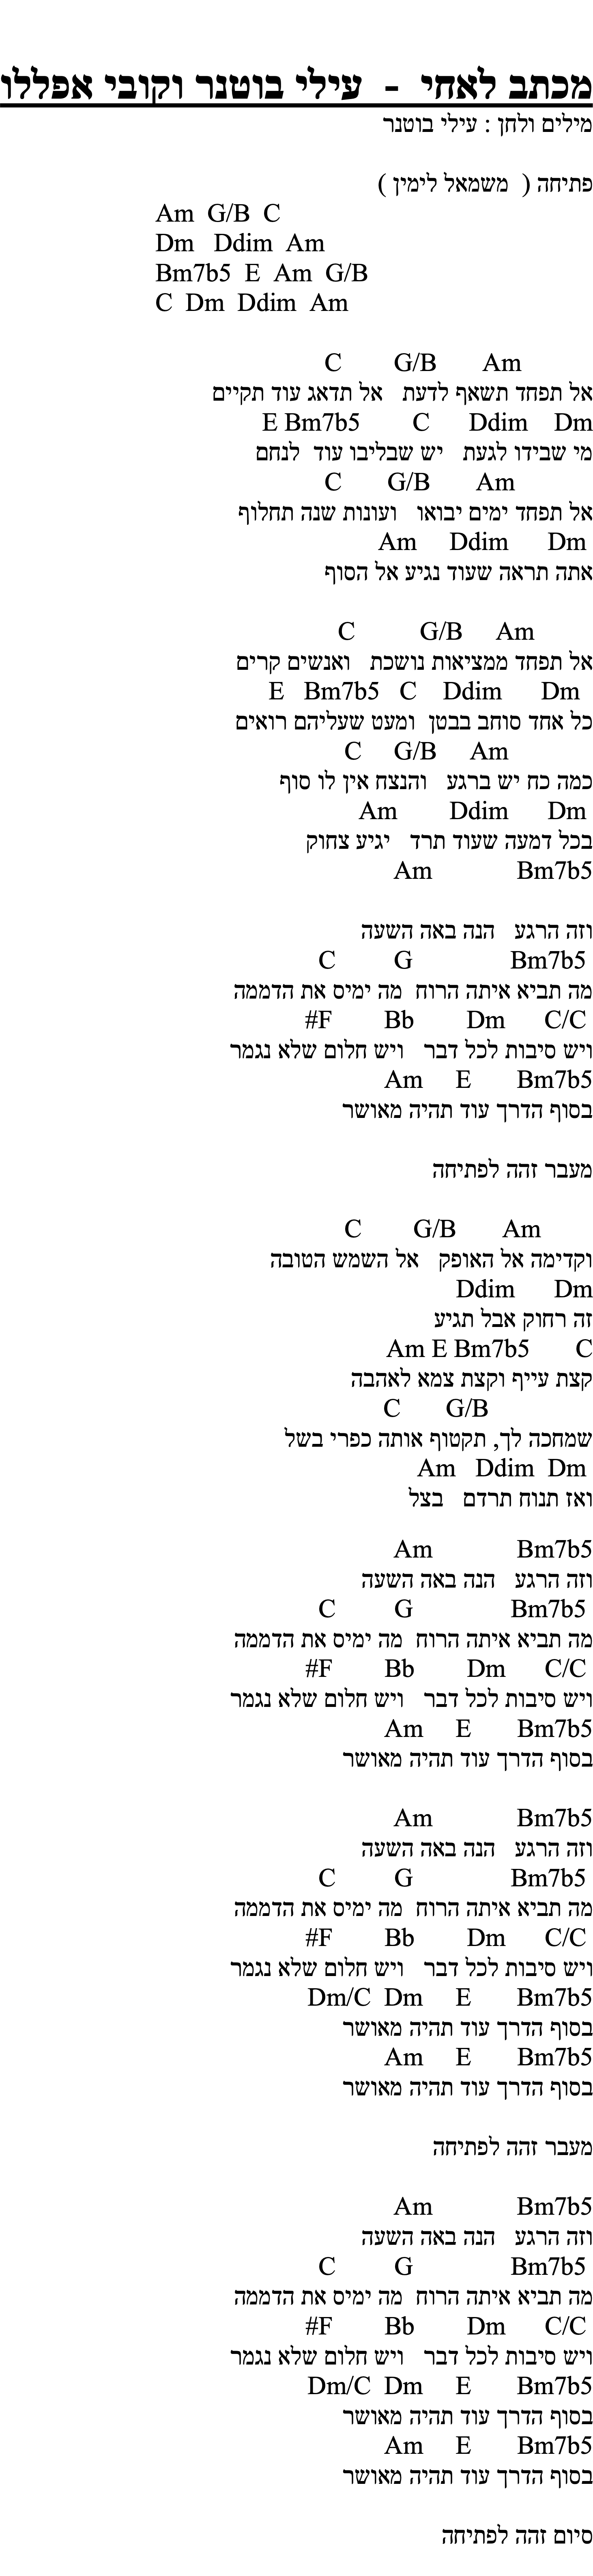 מכתב לאחי - עילי בוטנר וקובי אפללו
מילים ולחן : עילי בוטנר
פתיחה ( משמאל לימין )
Am G/B C
Dm Ddim Am
Bm7b5 E Am G/B
C Dm Ddim Am
C G/B Am
אל תפחד תשאף לדעת אל תדאג עוד תקיים
E Bm7b5 C Ddim Dm
מי שבידו לגעת יש שבליבו עוד לנחם
C G/B Am
אל תפחד ימים יבואו ועונות שנה תחלוף
Am Ddim Dm
אתה תראה שעוד נגיע אל הסוף
C G/B Am
אל תפחד ממציאות נושכת ואנשים קרים
E Bm7b5 C Ddim Dm
כל אחד סוחב בבטן ומעט שעליהם רואים
C G/B Am
כמה כח יש ברגע והנצח אין לו סוף
Am Ddim Dm
בכל דמעה שעוד תרד יגיע צחוק
Am Bm7b5
וזה הרגע הנה באה השעה
C G Bm7b5
מה תביא איתה הרוח מה ימיס את הדממה
#F Bb Dm C/C
ויש סיבות לכל דבר ויש חלום שלא נגמר
Am E Bm7b5
בסוף הדרך עוד תהיה מאושר
מעבר זהה לפתיחה
C G/B Am
וקדימה אל האופק אל השמש הטובה
Ddim Dm
זה רחוק אבל תגיע
Am E Bm7b5 C
קצת עייף וקצת צמא לאהבה
C G/B
שמחכה לך, תקטוף אותה כפרי בשל
Am Ddim Dm
ואז תנוח תרדם בצל
Am Bm7b5
וזה הרגע הנה באה השעה
C G Bm7b5
מה תביא איתה הרוח מה ימיס את הדממה
#F Bb Dm C/C
ויש סיבות לכל דבר ויש חלום שלא נגמר
Am E Bm7b5
בסוף הדרך עוד תהיה מאושר
Am Bm7b5
וזה הרגע הנה באה השעה
C G Bm7b5
מה תביא איתה הרוח מה ימיס את הדממה
#F Bb Dm C/C
ויש סיבות לכל דבר ויש חלום שלא נגמר
Dm/C Dm E Bm7b5
בסוף הדרך עוד תהיה מאושר
Am E Bm7b5
בסוף הדרך עוד תהיה מאושר
מעבר זהה לפתיחה
Am Bm7b5
וזה הרגע הנה באה השעה
C G Bm7b5
מה תביא איתה הרוח מה ימיס את הדממה
#F Bb Dm C/C
ויש סיבות לכל דבר ויש חלום שלא נגמר
Dm/C Dm E Bm7b5
בסוף הדרך עוד תהיה מאושר
Am E Bm7b5
בסוף הדרך עוד תהיה מאושר
סיום זהה לפתיחה